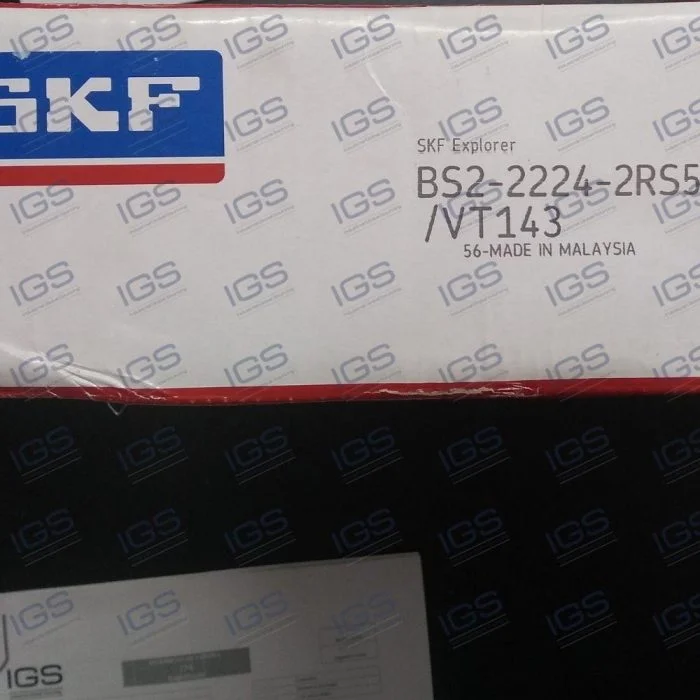 SKF
SKF Explorer
BS2-2224-2RS5
/VT143
56-MADE IN MALAYSIA
IGS